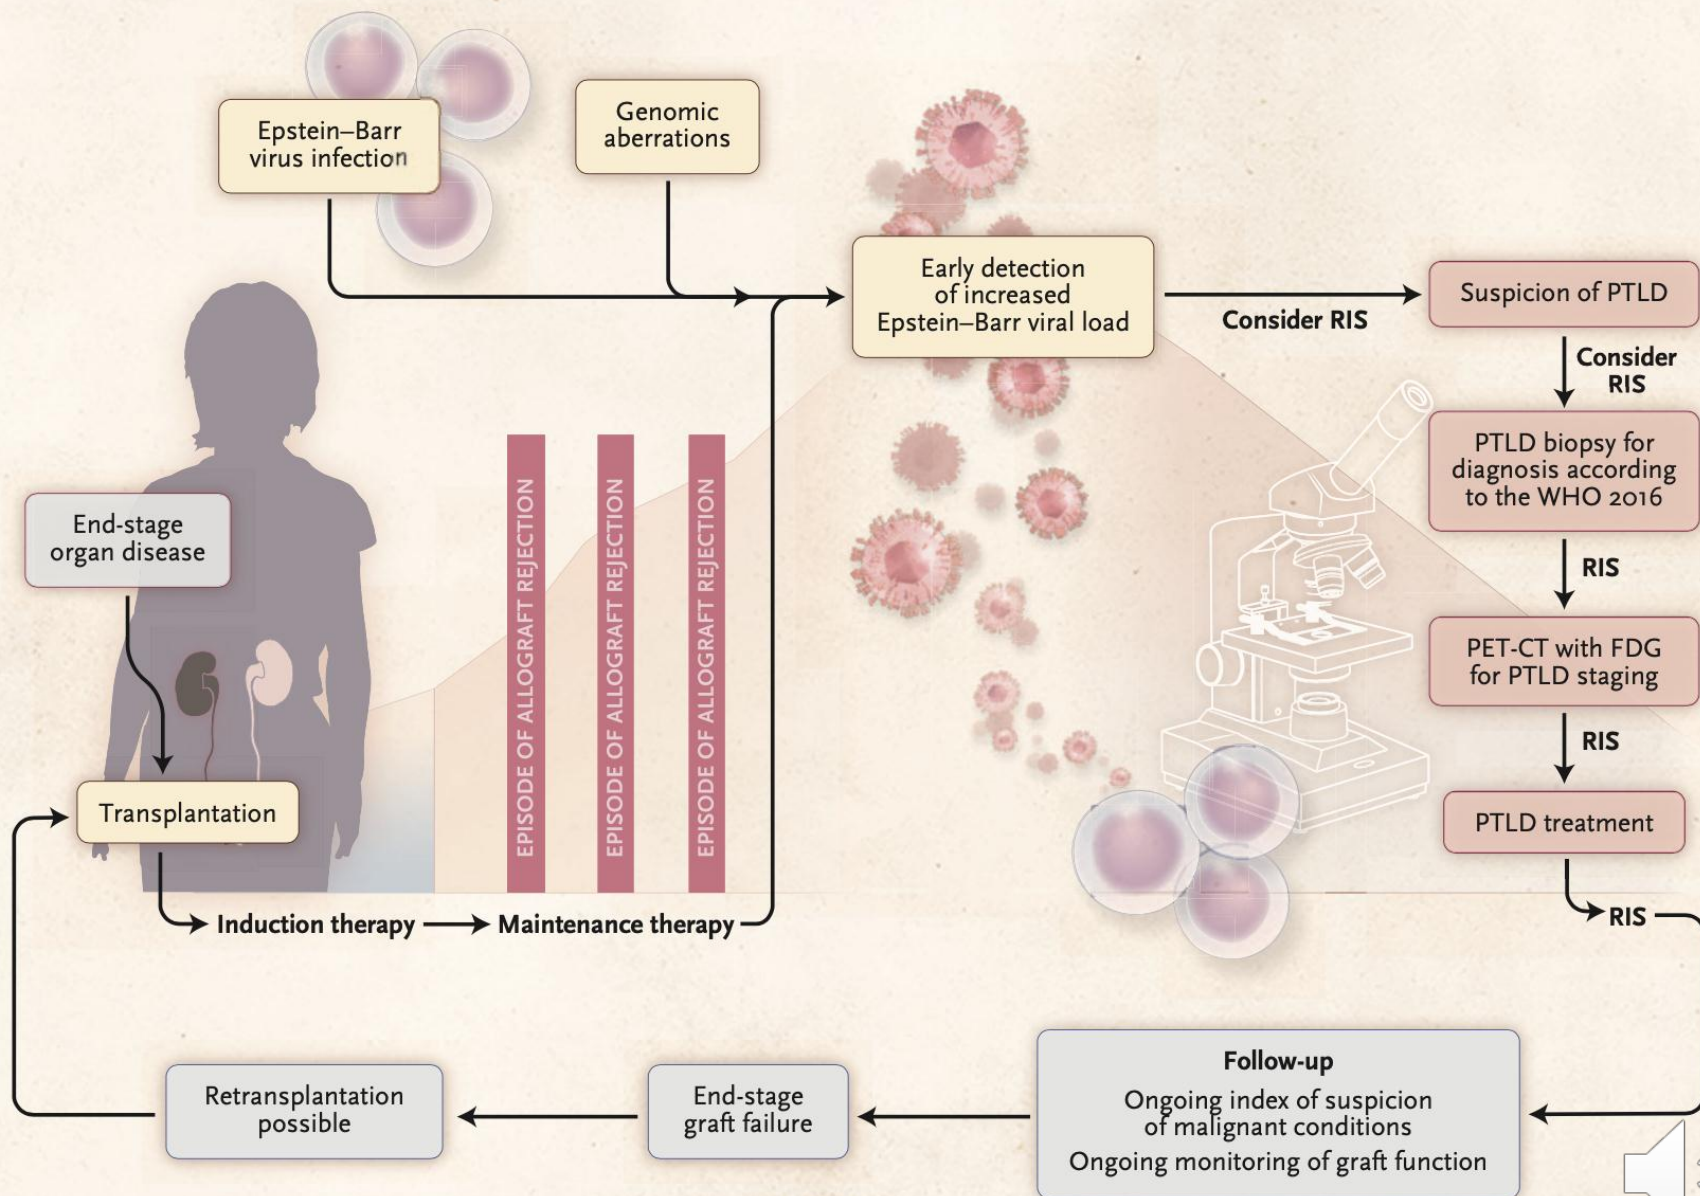 Epstein–Barr
virus infection
Genomic
aberrations
Early detection
of increased
Epstein–Barr viral load
Consider RIS
Suspicion of PTLD
Consider
RIS
PTLD biopsy for
diagnosis according
to the WHO 2016
RIS
PET-CT with FDG
for PTLD staging
RIS
PTLD treatment
RIS
End-stage
organ disease
Transplantation
EPISODE OF ALLOGRAFT REJECTION
EPISODE OF ALLOGRAFT REJECTION
EPISODE OF ALLOGRAFT REJECTION
Induction therapy
Maintenance therapy
Follow-up
Ongoing index of suspicion
of malignant conditions
Ongoing monitoring of graft function
End-stage
graft failure
Retransplantation
possible